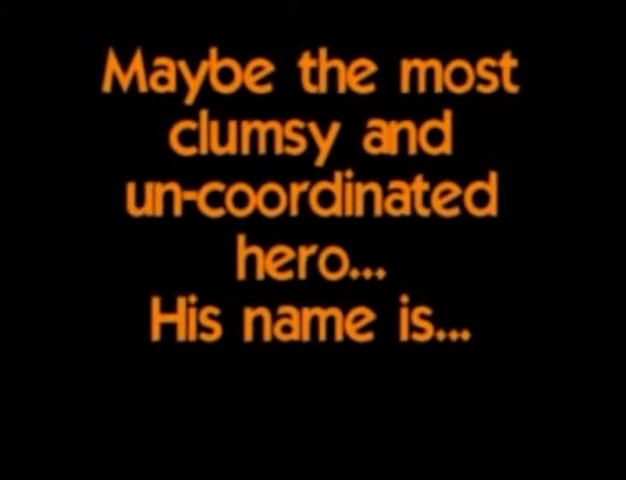 Maybe the most
clumsy and
un-coordinated
hero...
His name is...